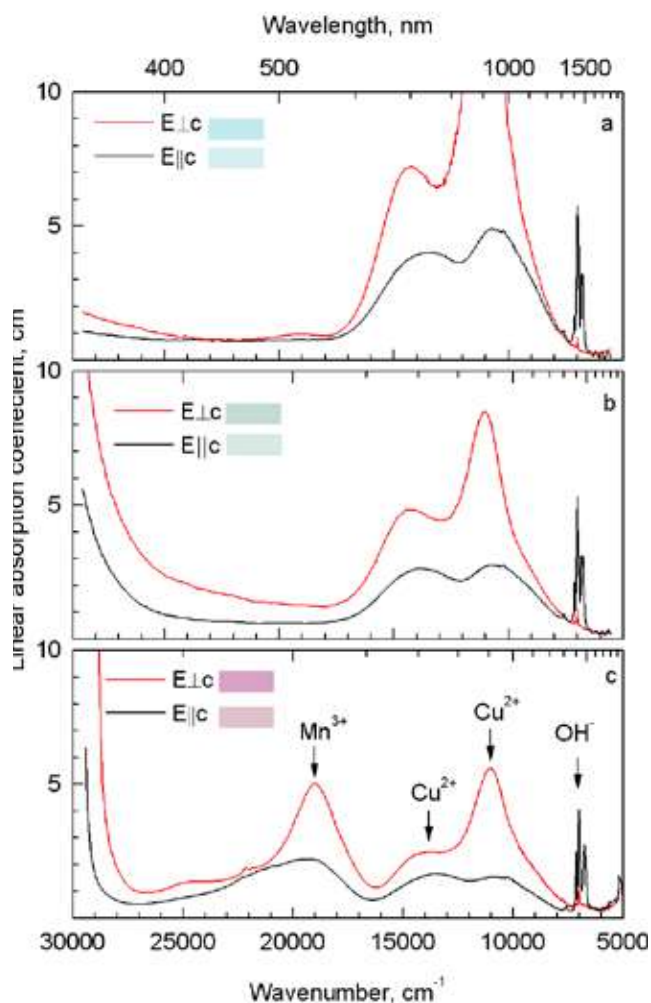 Wavelength, nm
400 500 1000 1500
10
a
E⊥c
E||c
5
Linear absorption coefficient, cm
10
b
E⊥c
E||c
5
10
c
E⊥c
E||c
Mn³⁺
Cu²⁺
Cu²⁺
OH⁻
5
30000 25000 20000 15000 10000 5000
Wavenumber, cm⁻¹